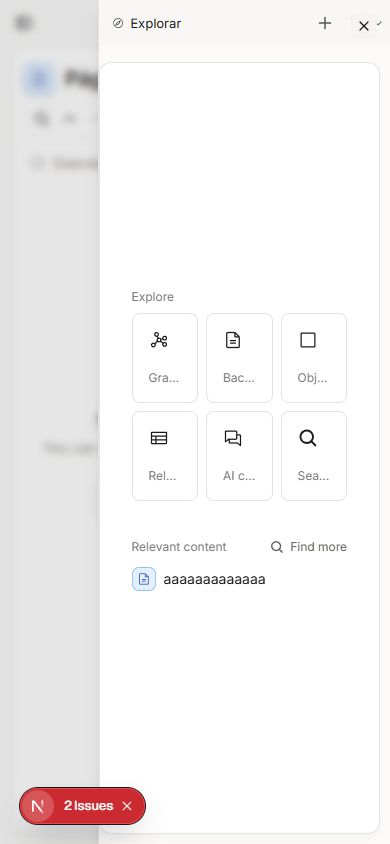 Explorar
Explore
Gra...
Bac...
Obj...
Rel...
AI c...
Sea...
Relevant content
Find more
aaaaaaaaaaaaa
2 Issues